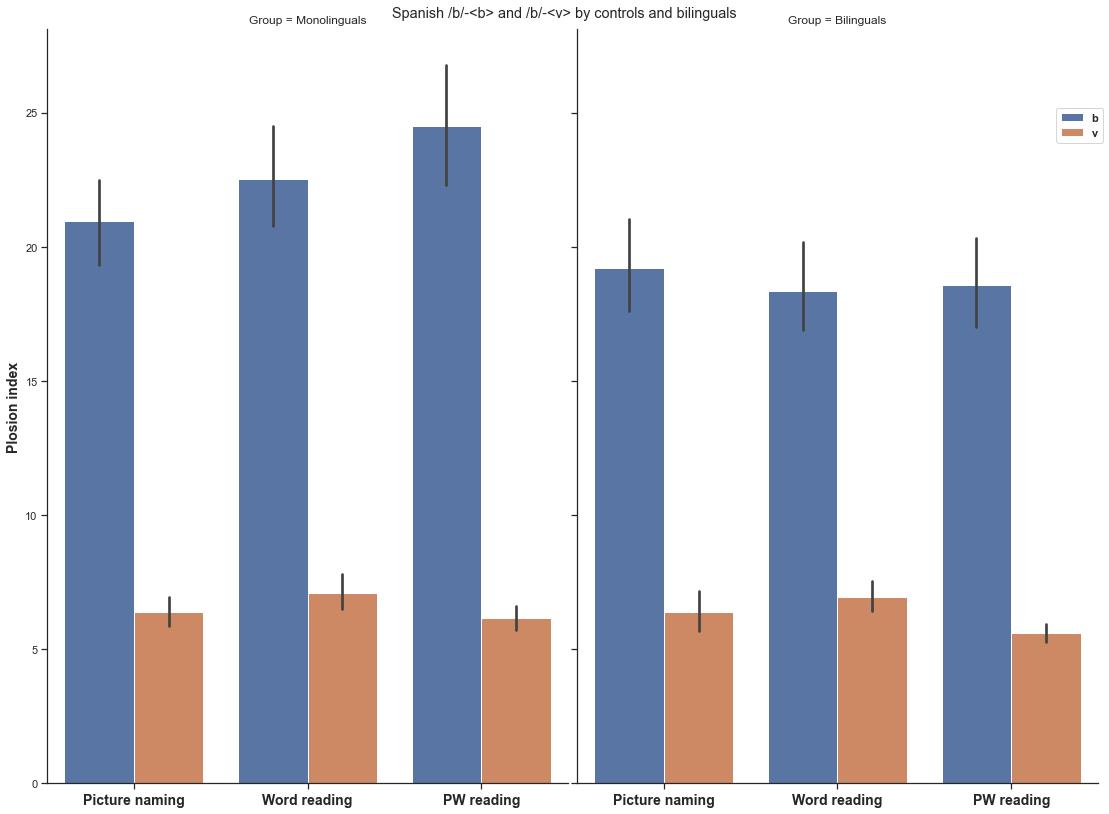 Spanish /b/-<b> and /b/-<v> by controls and bilinguals
Group = Monolinguals
Group = Bilinguals
b
v
Plosion index
25
20
15
10
5
0
Picture naming
Word reading
PW reading
Picture naming
Word reading
PW reading